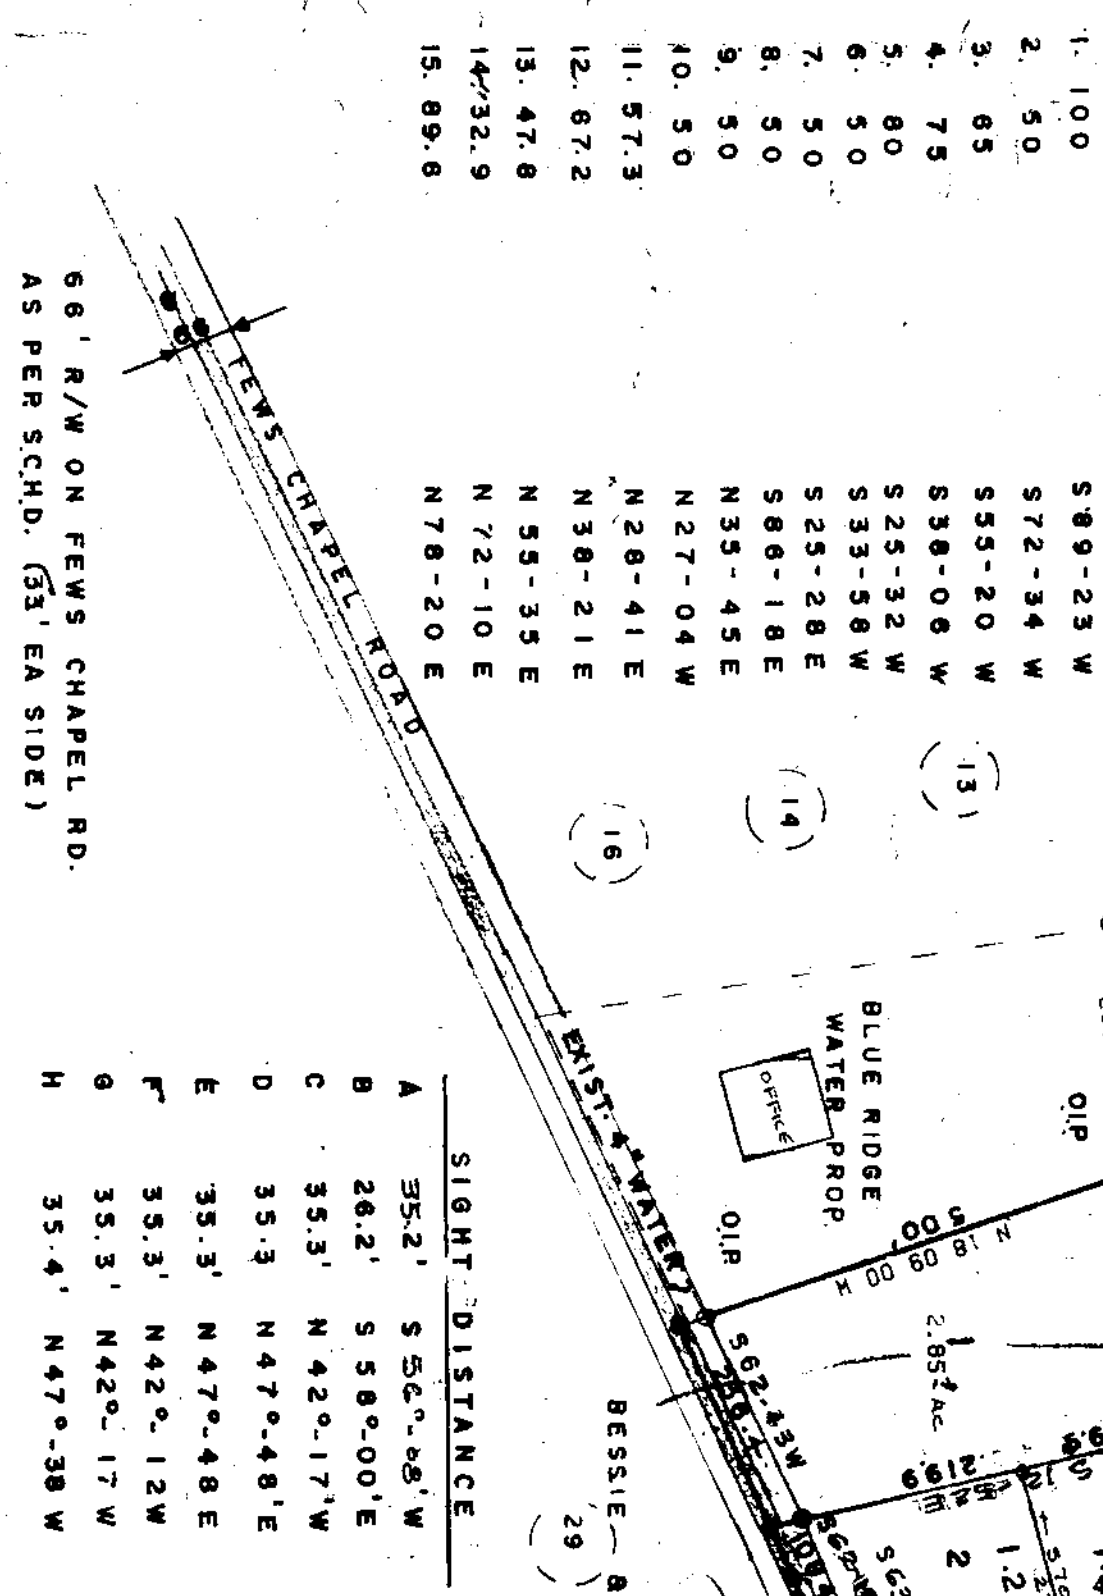 1. 100 S 89-23 W
2. 50 S 72-34 W
3. 65 S 55-20 W
4. 75 S 38-06 W
5. 80 S 25-32 W
6. 50 S 33-58 W
7. 50 S 25-28 E
8. 50 S 86-18 E
9. 50 N 35-45 E
10. 50 N 27-04 W
11. 57.3 N 26-41 E
12. 67.2 N 38-21 E
13. 47.8 N 55-35 E
14. 32.9 N 72-10 E
15. 89.6 N 78-20 E
(13)
(14)
(16)
BLUE RIDGE
WATER PROP.
OFFICE
O.I.P
O.I.P.
N 18 09 00 W
500'
1
2.85± AC
219.9
2
66
FEWS CHAPEL ROAD
EXIST. 4" WATER
BESSIE
(29)
66' R/W ON FEWS CHAPEL RD.
AS PER S.C.H.D. (33' EA SIDE)
SIGHT DISTANCE
A 35.2'
B 26.2' S 58°-00'E
C 35.3' N 42°-17'W
D 35.3 N 47°-48'E
E 35.3' N 47°-48 E
F 35.3' N 42°-12W
G 35.3' N 42°-17 W
H 35.4' N 47°-38 W